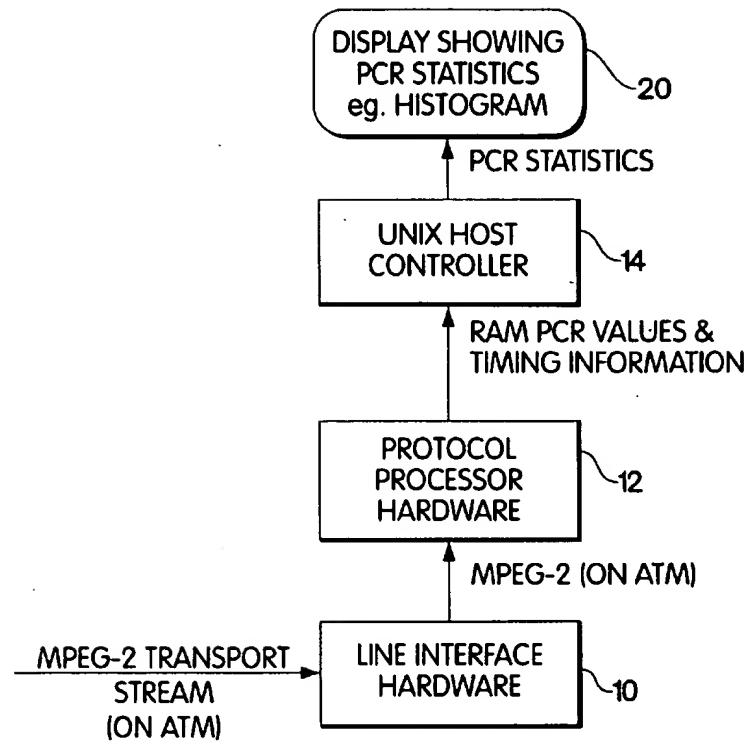 DISPLAY SHOWING
PCR STATISTICS
eg. HISTOGRAM
20
PCR STATISTICS
UNIX HOST
CONTROLLER
14
RAM PCR VALUES &
TIMING INFORMATION
PROTOCOL
PROCESSOR
HARDWARE
12
MPEG-2 (ON ATM)
MPEG-2 TRANSPORT
STREAM
(ON ATM)
LINE INTERFACE
HARDWARE
10